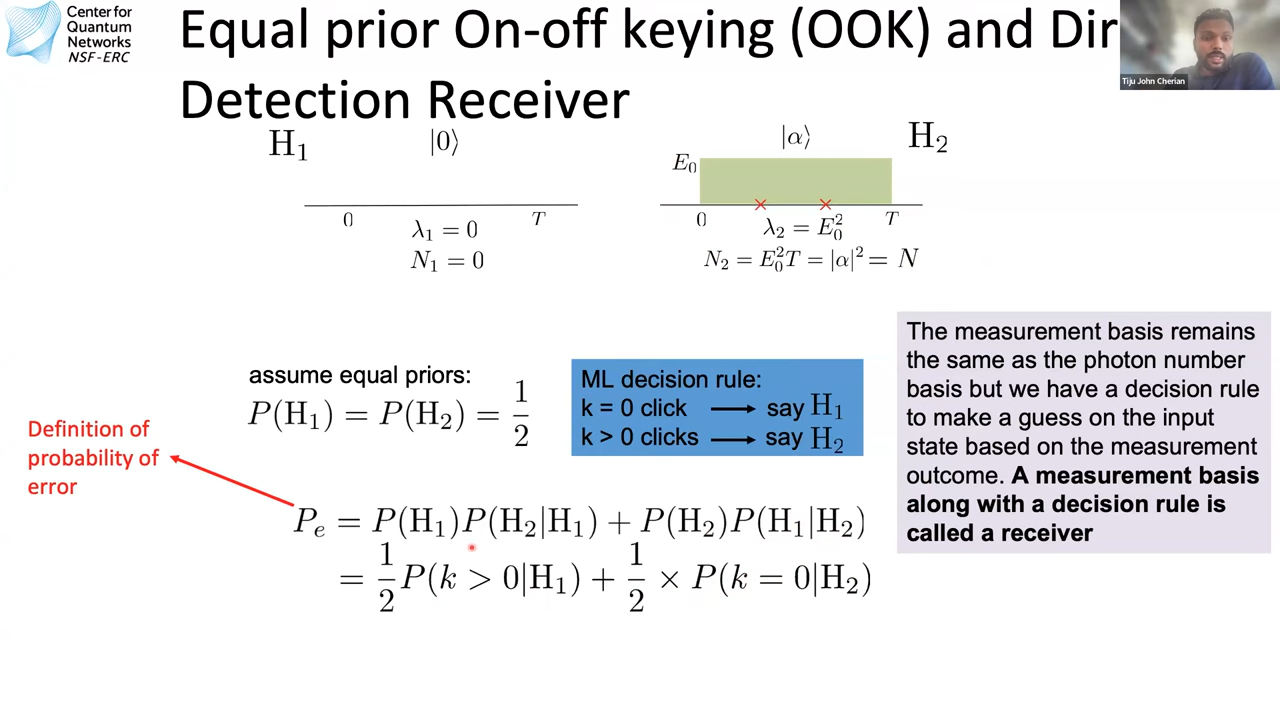 Center for
Quantum
Networks
NSF-ERC
Equal prior On-off keying (OOK) and Dir
Detection Receiver
Tiju John Cherian
H₁ |0⟩
0 T
λ₁ = 0
N₁ = 0
|α⟩ H₂
E₀
0 T
λ₂ = E₀²
N₂ = E₀²T = |α|² = N
assume equal priors:
P(H₁) = P(H₂) = 1/2
ML decision rule:
k = 0 click ⟶ say H₁
k > 0 clicks ⟶ say H₂
The measurement basis remains
the same as the photon number
basis but we have a decision rule
to make a guess on the input
state based on the measurement
outcome. A measurement basis
along with a decision rule is
called a receiver
Definition of
probability of
error
Pₑ = P(H₁)P(H₂|H₁) + P(H₂)P(H₁|H₂)
= 1/2 P(k > 0|H₁) + 1/2 × P(k = 0|H₂)